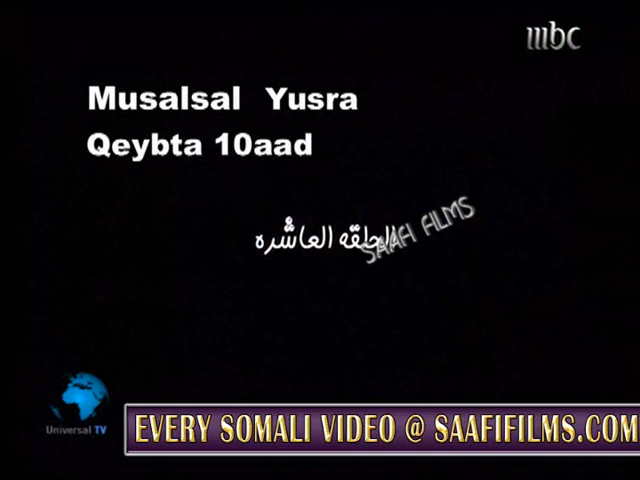 mbc
Musalsal Yusra
Qeybta 10aad
الحلقه العاشره
SAAFI FILMS
Universal TV
EVERY SOMALI VIDEO @ SAAFIFILMS.COM